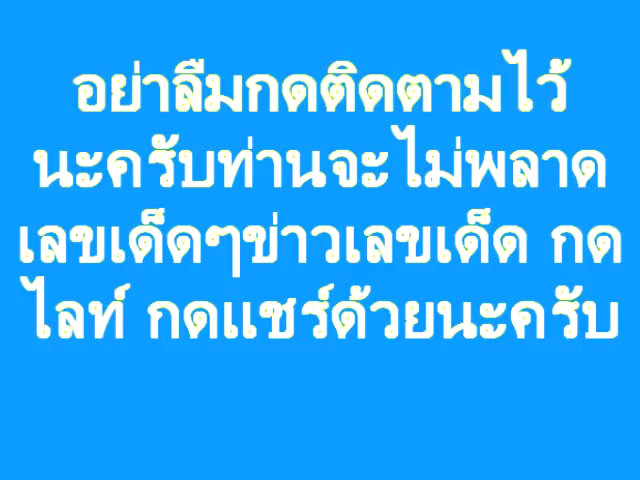 อย่าลืมกดติดตามไว้
นะครับท่านจะไม่พลาด
เลขเด็ดๆข่าวเลขเด็ด กด
ไลท์ กดแชร์ด้วยนะครับ